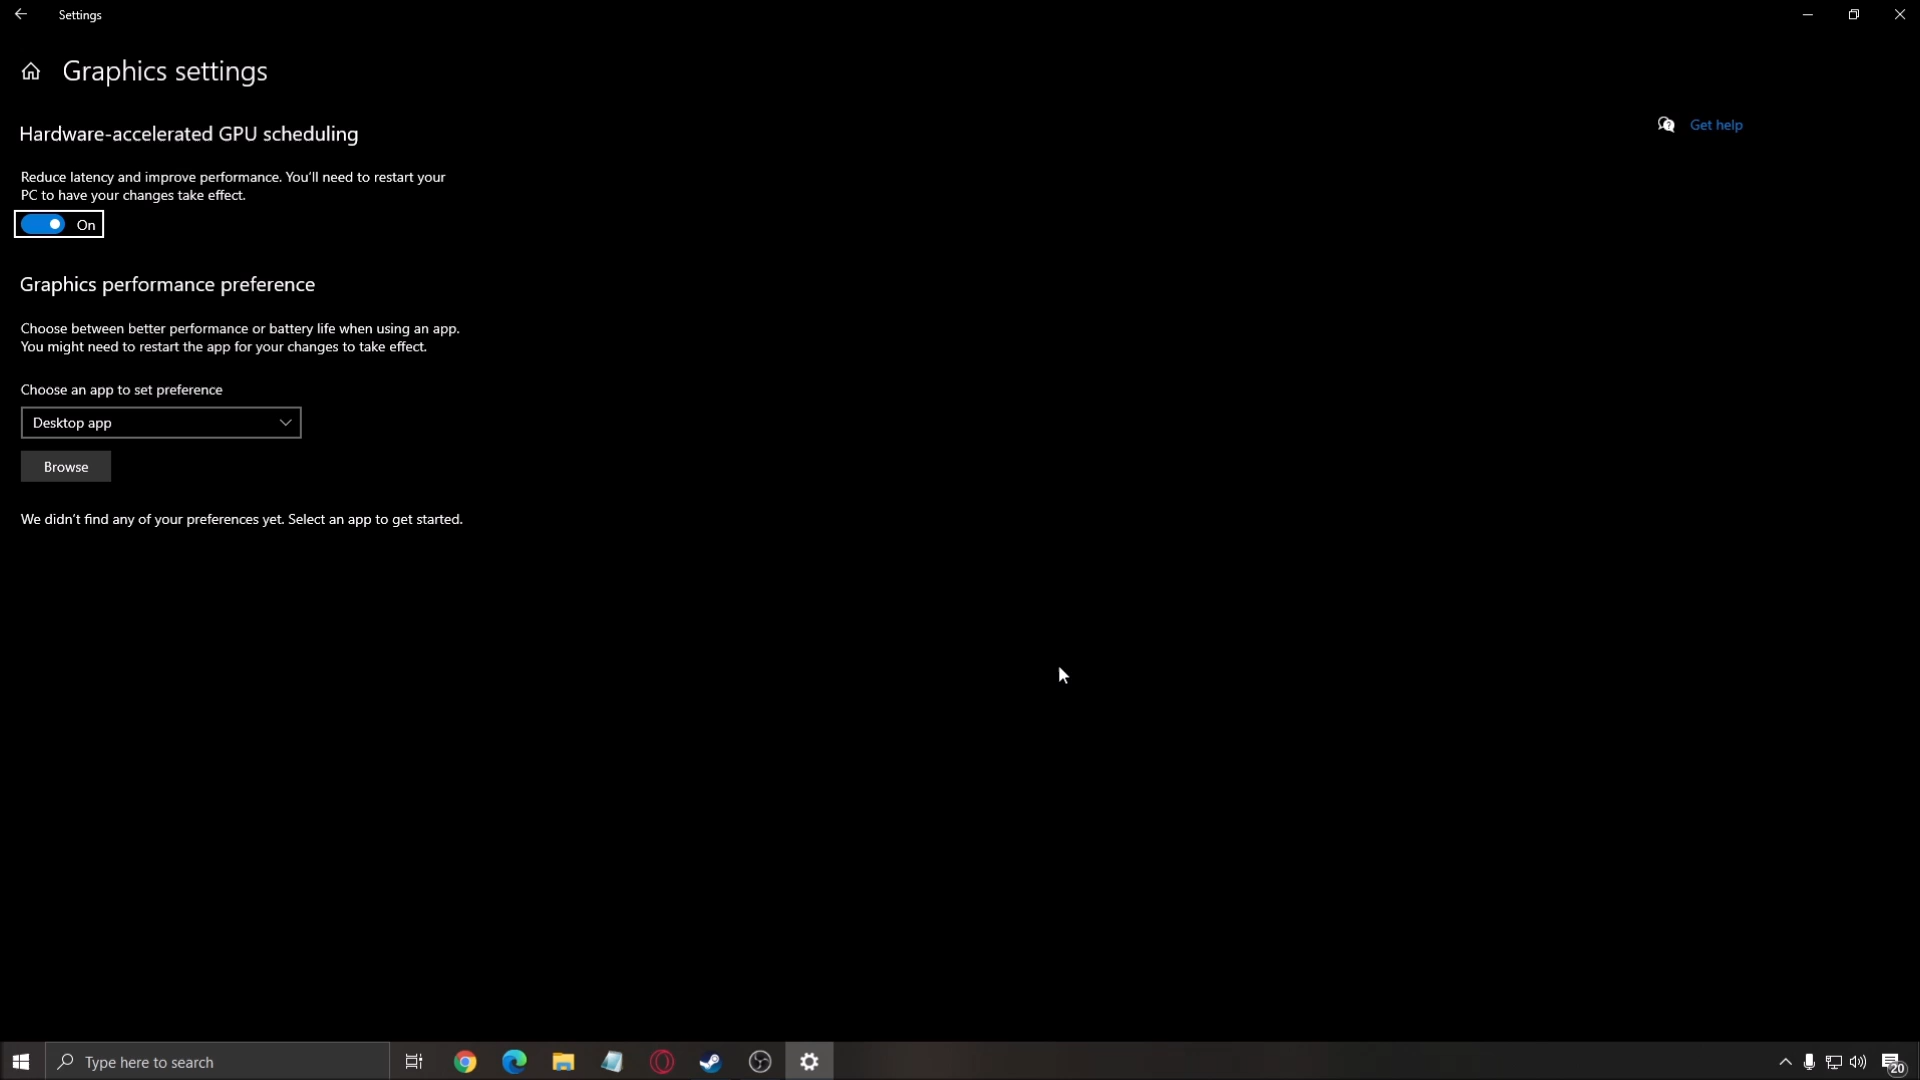 Settings
Graphics settings
Hardware-accelerated GPU scheduling
Get help
Reduce latency and improve performance. You'll need to restart your
PC to have your changes take effect.
On
Graphics performance preference
Choose between better performance or battery life when using an app.
You might need to restart the app for your changes to take effect.
Choose an app to set preference
Desktop app
Browse
We didn't find any of your preferences yet. Select an app to get started.
Type here to search
20